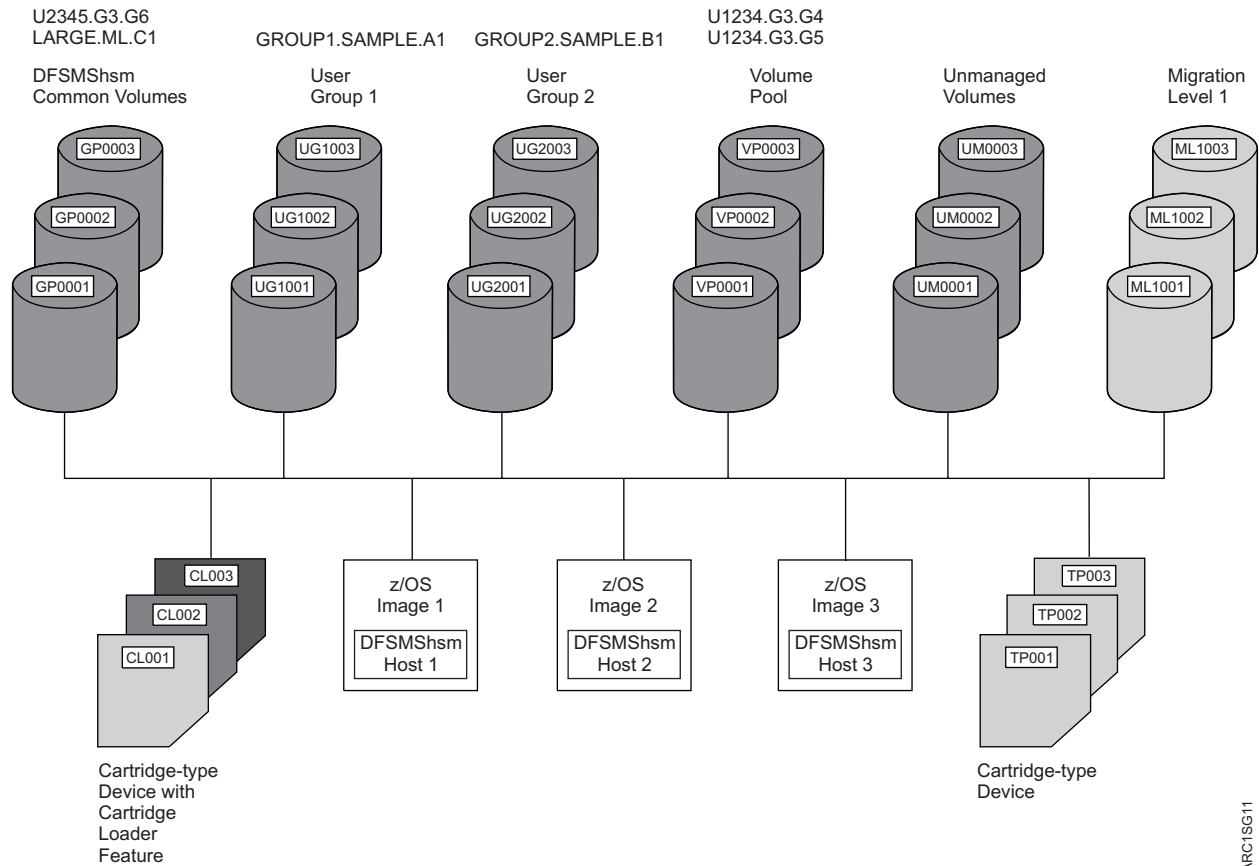 U2345.G3.G6
LARGE.ML.C1
GROUP1.SAMPLE.A1
GROUP2.SAMPLE.B1
U1234.G3.G4
U1234.G3.G5
DFSMShsm
Common Volumes
User
Group 1
User
Group 2
Volume
Pool
Unmanaged
Volumes
Migration
Level 1
GP0003
UG1003
UG2003
VP0003
UM0003
ML1003
GP0002
UG1002
UG2002
VP0002
UM0002
ML1002
GP0001
UG1001
UG2001
VP0001
UM0001
ML1001
CL003
CL002
CL001
z/OS
Image 1
DFSMShsm
Host 1
z/OS
Image 2
DFSMShsm
Host 2
z/OS
Image 3
DFSMShsm
Host 3
TP003
TP002
TP001
Cartridge-type
Device with
Cartridge
Loader
Feature
Cartridge-type
Device
ARC1SG11